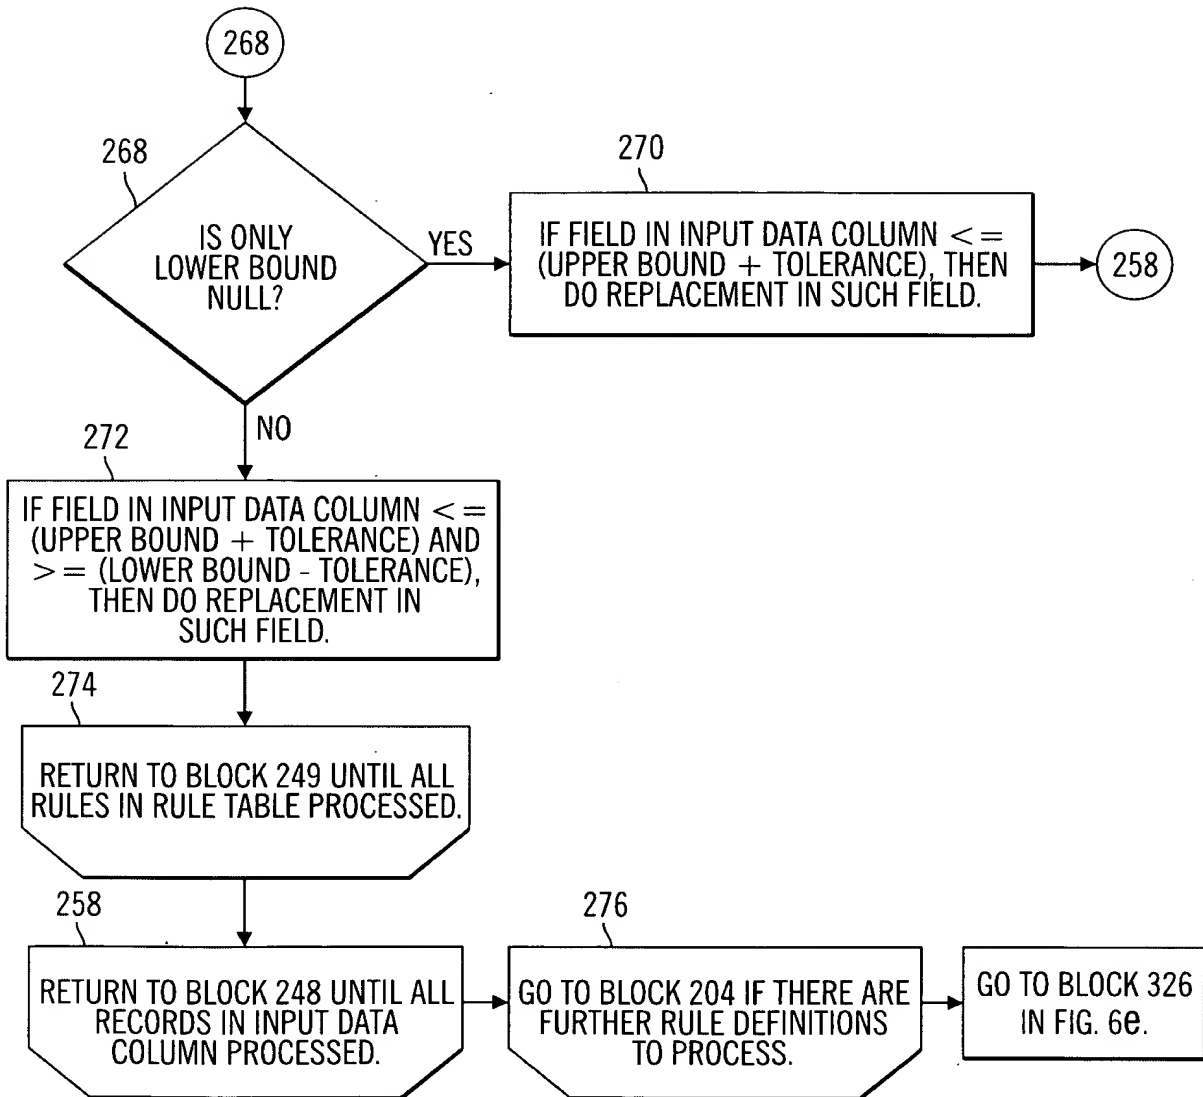 268
268
IS ONLY
LOWER BOUND
NULL?
YES
270
IF FIELD IN INPUT DATA COLUMN <=
(UPPER BOUND + TOLERANCE), THEN
DO REPLACEMENT IN SUCH FIELD.
258
NO
272
IF FIELD IN INPUT DATA COLUMN <=
(UPPER BOUND + TOLERANCE) AND
>= (LOWER BOUND - TOLERANCE),
THEN DO REPLACEMENT IN
SUCH FIELD.
274
RETURN TO BLOCK 249 UNTIL ALL
RULES IN RULE TABLE PROCESSED.
258
RETURN TO BLOCK 248 UNTIL ALL
RECORDS IN INPUT DATA
COLUMN PROCESSED.
276
GO TO BLOCK 204 IF THERE ARE
FURTHER RULE DEFINITIONS
TO PROCESS.
GO TO BLOCK 326
IN FIG. 6e.